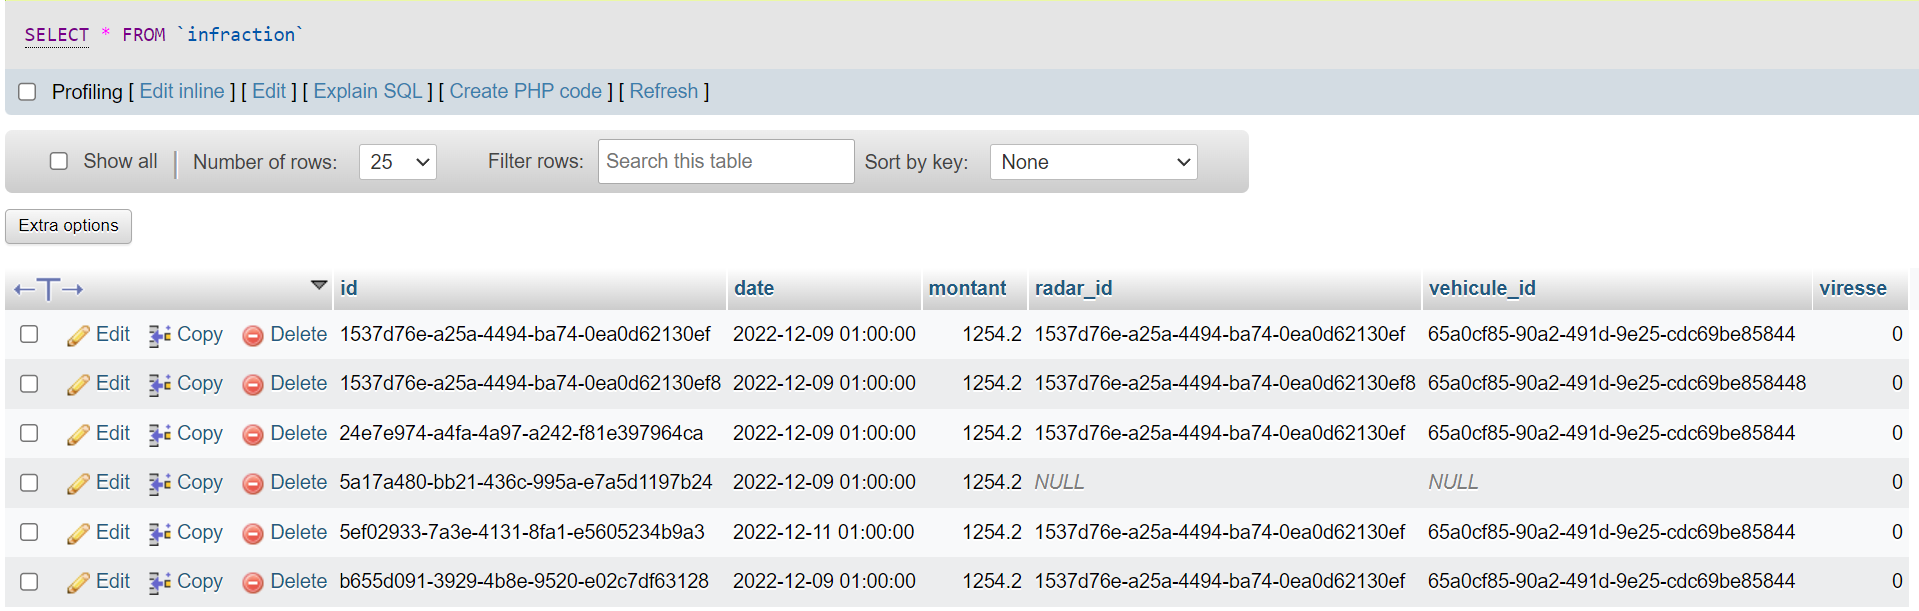 SELECT * FROM `infraction`
Profiling [ Edit inline ] [ Edit ] [ Explain SQL ] [ Create PHP code ] [ Refresh ]
Show all Number of rows: 25 Filter rows: Search this table Sort by key: None
Extra options
←T→ id date montant radar_id vehicule_id viresse
Edit Copy Delete 1537d76e-a25a-4494-ba74-0ea0d62130ef 2022-12-09 01:00:00 1254.2 1537d76e-a25a-4494-ba74-0ea0d62130ef 65a0cf85-90a2-491d-9e25-cdc69be85844 0
Edit Copy Delete 1537d76e-a25a-4494-ba74-0ea0d62130ef8 2022-12-09 01:00:00 1254.2 1537d76e-a25a-4494-ba74-0ea0d62130ef8 65a0cf85-90a2-491d-9e25-cdc69be858448 0
Edit Copy Delete 24e7e974-a4fa-4a97-a242-f81e397964ca 2022-12-09 01:00:00 1254.2 1537d76e-a25a-4494-ba74-0ea0d62130ef 65a0cf85-90a2-491d-9e25-cdc69be85844 0
Edit Copy Delete 5a17a480-bb21-436c-995a-e7a5d1197b24 2022-12-09 01:00:00 1254.2 NULL NULL 0
Edit Copy Delete 5ef02933-7a3e-4131-8fa1-e5605234b9a3 2022-12-11 01:00:00 1254.2 1537d76e-a25a-4494-ba74-0ea0d62130ef 65a0cf85-90a2-491d-9e25-cdc69be85844 0
Edit Copy Delete b655d091-3929-4b8e-9520-e02c7df63128 2022-12-09 01:00:00 1254.2 1537d76e-a25a-4494-ba74-0ea0d62130ef 65a0cf85-90a2-491d-9e25-cdc69be85844 0